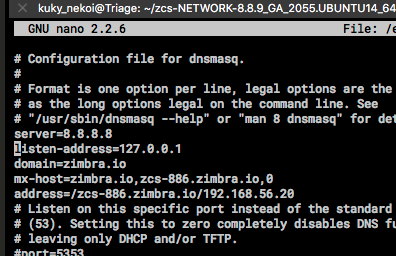 kuky_nekoi@Triage: ~/zcs-NETWORK-8.8.9_GA_2055.UBUNTU14_64
GNU nano 2.2.6 File: /e
# Configuration file for dnsmasq.
#
# Format is one option per line, legal options are the
# as the long options legal on the command line. See
# "/usr/sbin/dnsmasq --help" or "man 8 dnsmasq" for det
server=8.8.8.8
listen-address=127.0.0.1
domain=zimbra.io
mx-host=zimbra.io,zcs-886.zimbra.io,0
address=/zcs-886.zimbra.io/192.168.56.20
# Listen on this specific port instead of the standard
# (53). Setting this to zero completely disables DNS fu
# leaving only DHCP and/or TFTP.
#port=5353